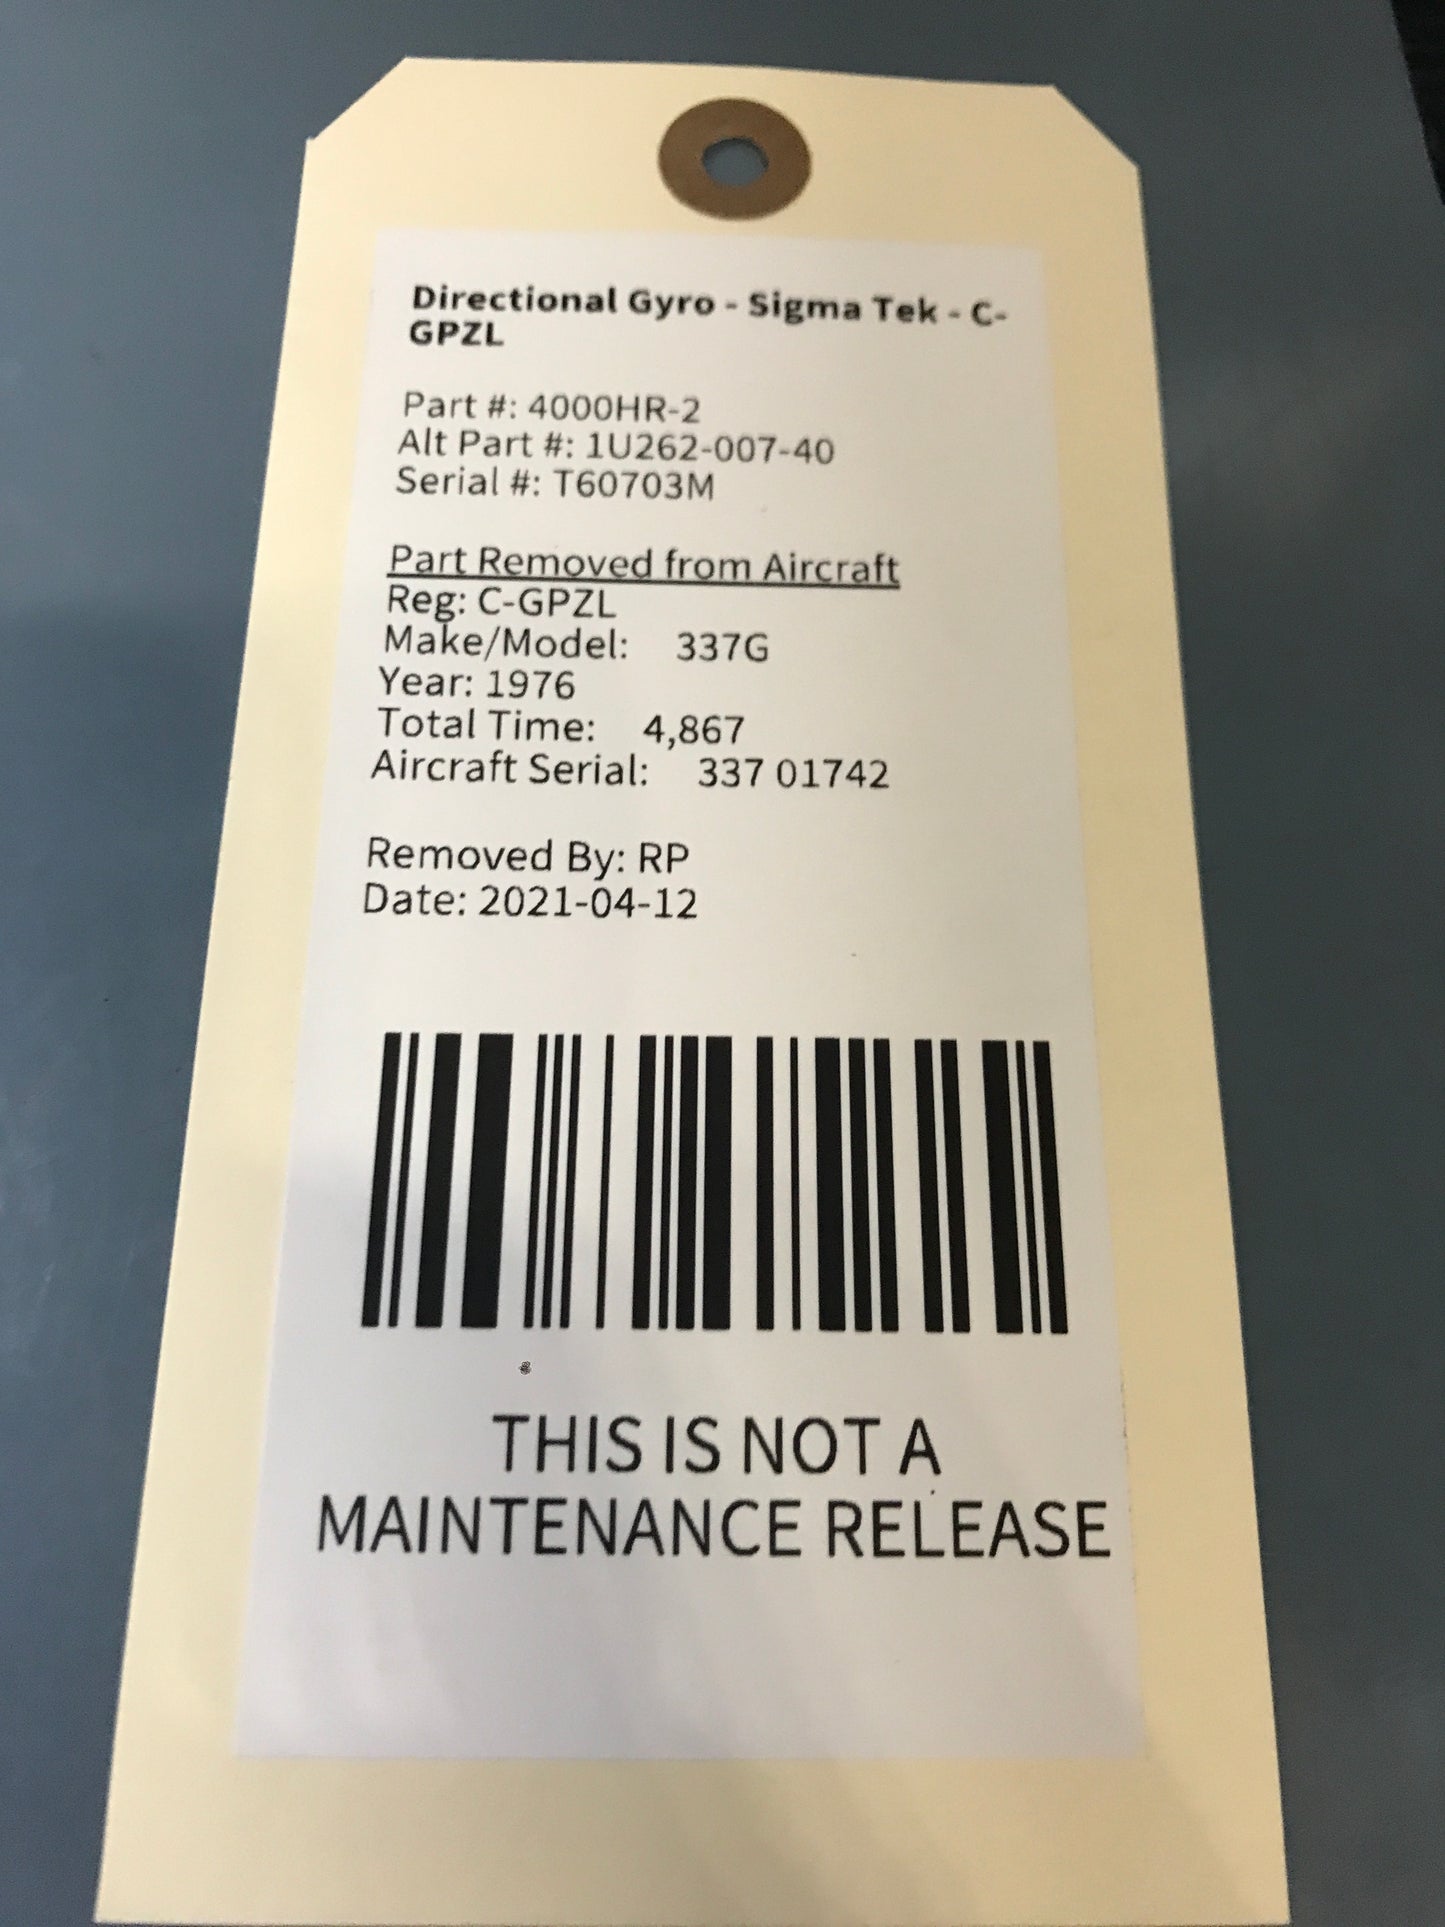 Directional Gyro - Sigma Tek - C-
GPZL
Part #: 4000HR-2
Alt Part #: 1U262-007-40
Serial #: T60703M
Part Removed from Aircraft
Reg: C-GPZL
Make/Model: 337G
Year: 1976
Total Time: 4,867
Aircraft Serial: 337 01742
Removed By: RP
Date: 2021-04-12
THIS IS NOT A
MAINTENANCE RELEASE